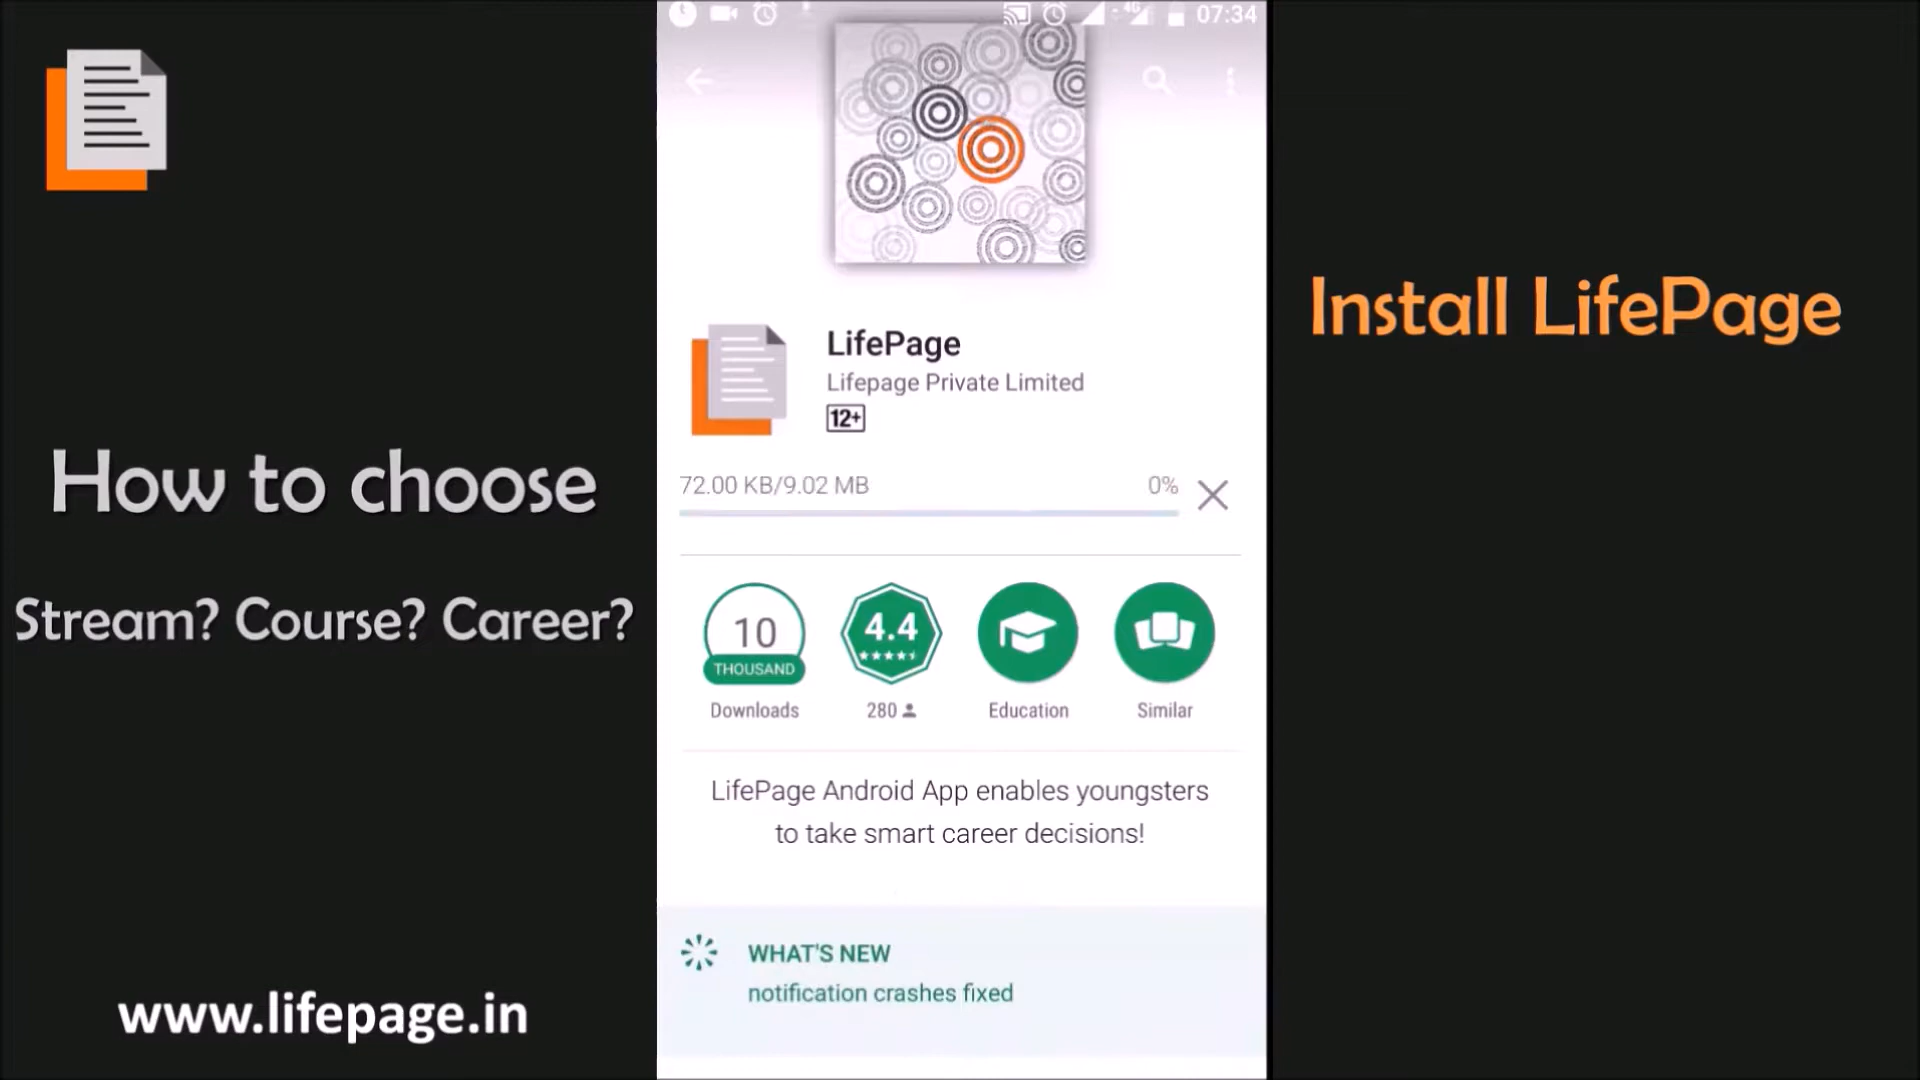 How to choose
Stream? Course? Career?
www.lifepage.in
4G
07:34
LifePage
Lifepage Private Limited
12+
72.00 KB/9.02 MB
0%
10
THOUSAND
Downloads
4.4
280
Education
Similar
LifePage Android App enables youngsters
to take smart career decisions!
WHAT'S NEW
notification crashes fixed
Install LifePage